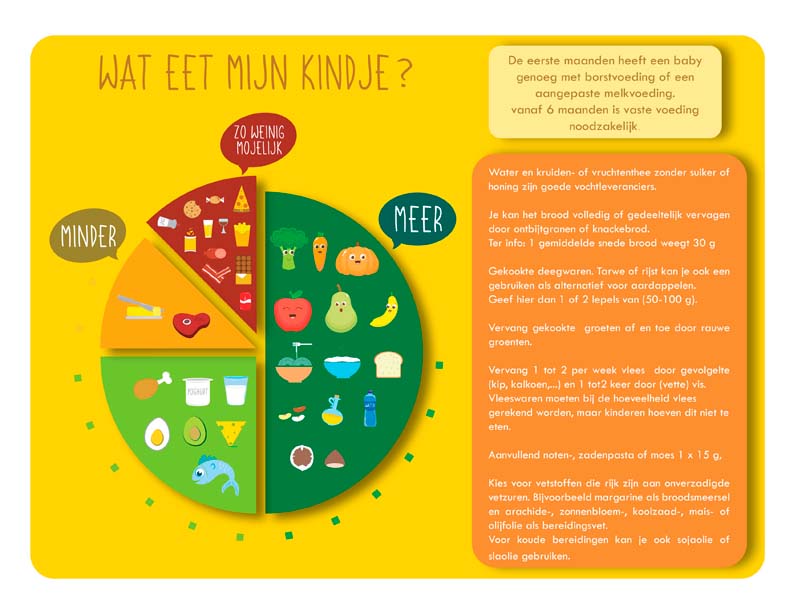 WAT EET MIJN KINDJE?
De eerste maanden heeft een baby
genoeg met borstvoeding of een
aangepaste melkvoeding.
vanaf 6 maanden is vaste voeding
noodzakelijk.
ZO WEINIG
MOJELIJK
MEER
MINDER
YOGHURT
Water en kruiden- of vruchtenthee zonder suiker of
honing zijn goede vochtleveranciers.
Je kan het brood volledig of gedeeltelijk vervagen
door ontbijtgranen of knackebrod.
Ter info: 1 gemiddelde snede brood weegt 30 g
Gekookte deegwaren. Tarwe of rijst kan je ook een
gebruiken als alternatief voor aardappelen.
Geef hier dan 1 of 2 lepels van (50-100 g).
Vervang gekookte groeten af en toe door rauwe
groenten.
Vervang 1 tot 2 per week vlees door gevolgelte
(kip, kalkoen,...) en 1 tot2 keer door (vette) vis.
Vleeswaren moeten bij de hoeveelheid vlees
gerekend worden, maar kinderen hoeven dit niet te
eten.
Aanvullend noten-, zadenpasta of moes 1 x 15 g,
Kies voor vetstoffen die rijk zijn aan onverzadigde
vetzuren. Bijvoorbeeld margarine als broodsmeersel
en arachide-, zonnenbloem-, koolzaad-, mais- of
olijfolie als bereidingsvet.
Voor koude bereidingen kan je ook sojaolie of
slaolie gebruiken.